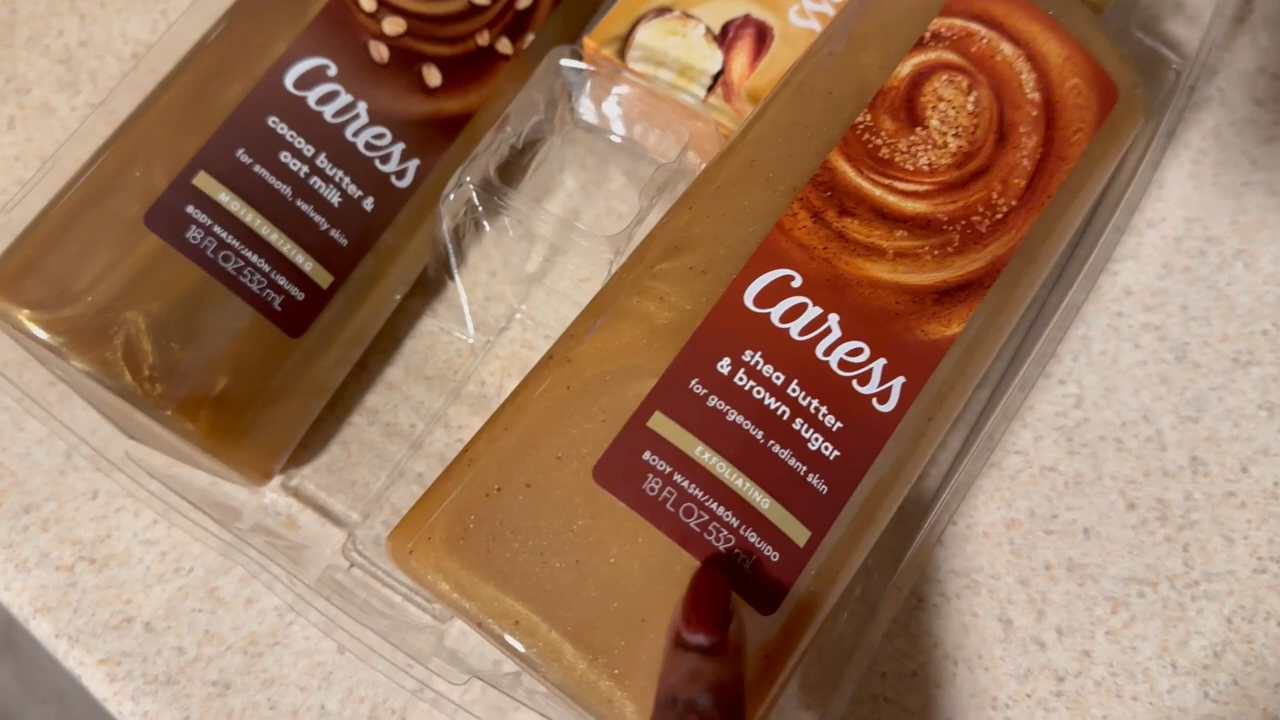 Caress
cocoa butter &
oat milk
for smooth, velvety skin
MOISTURIZING
BODY WASH/JABÓN LÍQUIDO
18 FL OZ 532 mL
ess
Caress
shea butter
& brown sugar
for gorgeous, radiant skin
EXFOLIATING
BODY WASH/JABÓN LÍQUIDO
18 FL OZ 532 mL